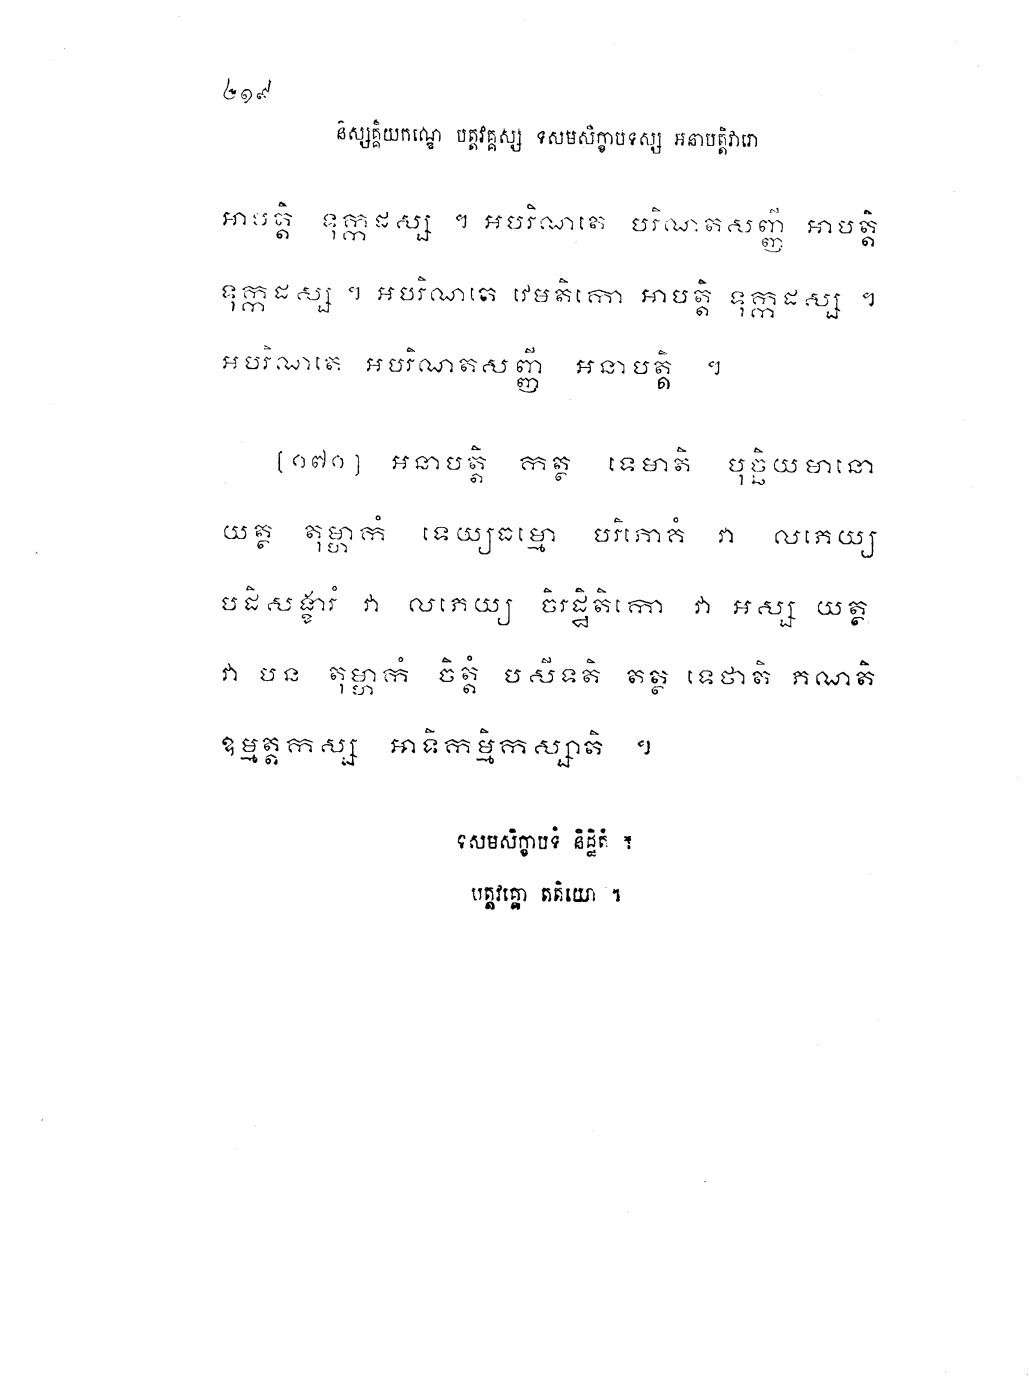 ២១៩
និស្សគ្គិយកណ្ឌេ បត្តវគ្គស្ស ទសមសិក្ខាបទស្ស អនាបត្តិវារោ
អាបត្តិ ទុក្កដស្ស ។ អបរិណតេ បរិណតសញ្ញី អាបត្តិ
ទុក្កដស្ស ។ អបរិណតេ វេមតិកោ អាបត្តិ ទុក្កដស្ស ។
អបរិណតេ អបរិណតសញ្ញី អនាបត្តិ ។
[១៧១] អនាបត្តិ កត្ថ ទេមាតិ បុច្ឆិយមានោ
យត្ថ តុម្ហាកំ ទេយ្យធម្មោ បរិភោគំ វា លភេយ្យ
បដិសង្ខារំ វា លភេយ្យ ចិរដ្ឋិតិកោ វា អស្ស យត្ថ
វា បន តុម្ហាកំ ចិត្តំ បសីទតិ តត្ថ ទេថាតិ ភណតិ
ឧម្មត្តកស្ស អាទិកម្មិកស្សាតិ ។
ទសមសិក្ខាបទំ និដ្ឋិតំ ។
បត្តវគ្គោ តតិយោ ។